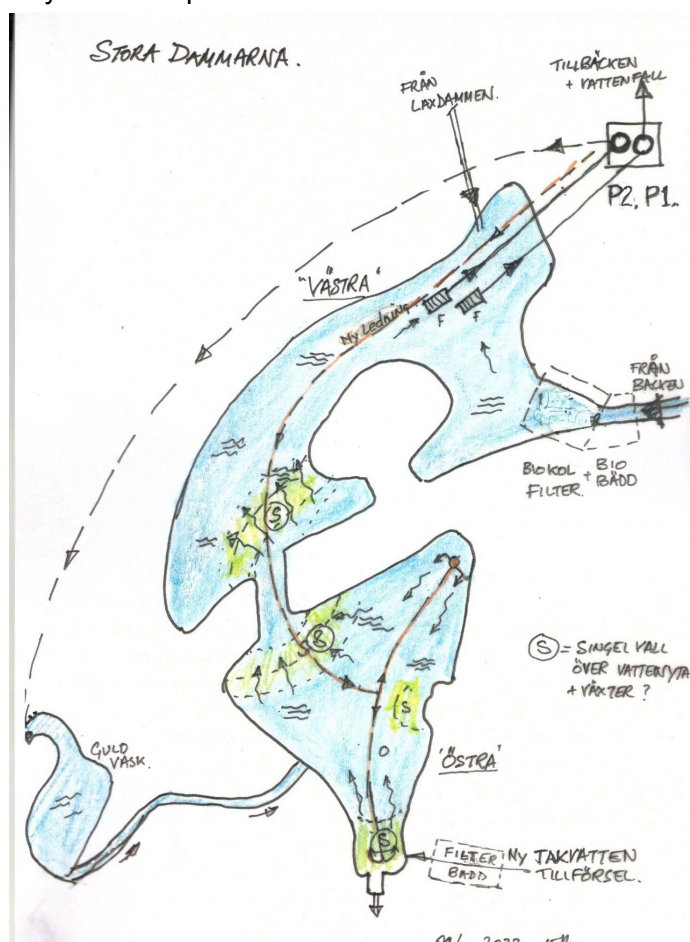 STORA DAMMARNA.
FRÅN
LAXDAMMEN.
TILLBÄCKEN
+ VATTENFALL
P2, P1.
"VÄSTRA"
Ny Ledning
F
F
FRÅN
BÄCKEN
BIOKOL + BIO
FILTER. BÄDD
S
S
S
S = SINGEL VALL
ÖVER VATTENYTA
+ VÄXTER ?
GULD
VASK.
'ÖSTRA'
S
FILTER
BÄDD
Ny TAKVATTEN
TILLFÖRSEL.